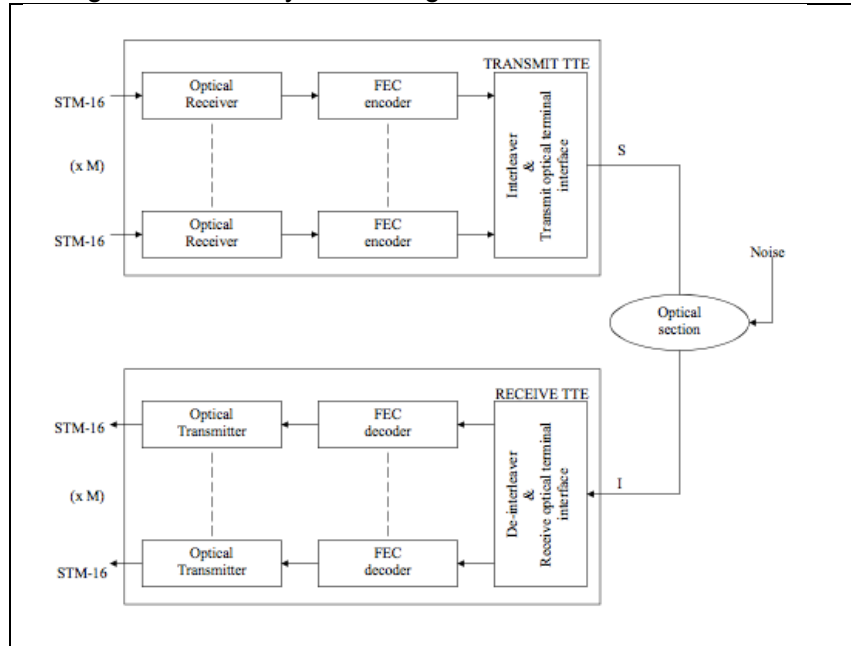 TRANSMIT TTE
Optical
Receiver
FEC
encoder
STM-16
(x M)
Interleaver
&
Transmit optical terminal
interface
S
STM-16
Optical
Receiver
FEC
encoder
Noise
Optical
section
RECEIVE TTE
Optical
Transmitter
FEC
decoder
STM-16
(x M)
De-interleaver
&
Receive optical terminal
interface
I
STM-16
Optical
Transmitter
FEC
decoder